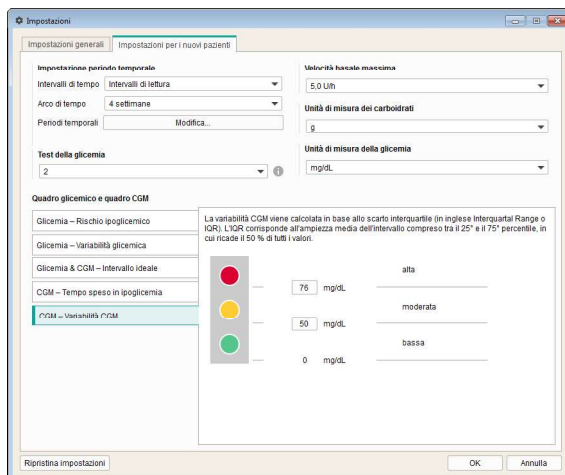 Impostazioni
Impostazioni generali
Impostazioni per i nuovi pazienti
Impostazione periodo temporale
Velocità basale massima
Intervalli di tempo
Intervalli di lettura
5,0 U/h
Arco di tempo
4 settimane
Unità di misura dei carboidrati
Periodi temporali
Modifica...
g
Test della glicemia
Unità di misura della glicemia
2
mg/dL
Quadro glicemico e quadro CGM
Glicemia – Rischio ipoglicemico
Glicemia – Variabilità glicemica
Glicemia & CGM – Intervallo ideale
CGM – Tempo speso in ipoglicemia
CGM – Variabilità CGM
La variabilità CGM viene calcolata in base allo scarto interquartile (in inglese Interquartal Range o
IQR). L'IQR corrisponde all'ampiezza media dell'intervallo compreso tra il 25° e il 75° percentile, in
cui ricade il 50 % di tutti i valori.
alta
76 mg/dL
moderata
50 mg/dL
bassa
0 mg/dL
Ripristina impostazioni
OK
Annulla